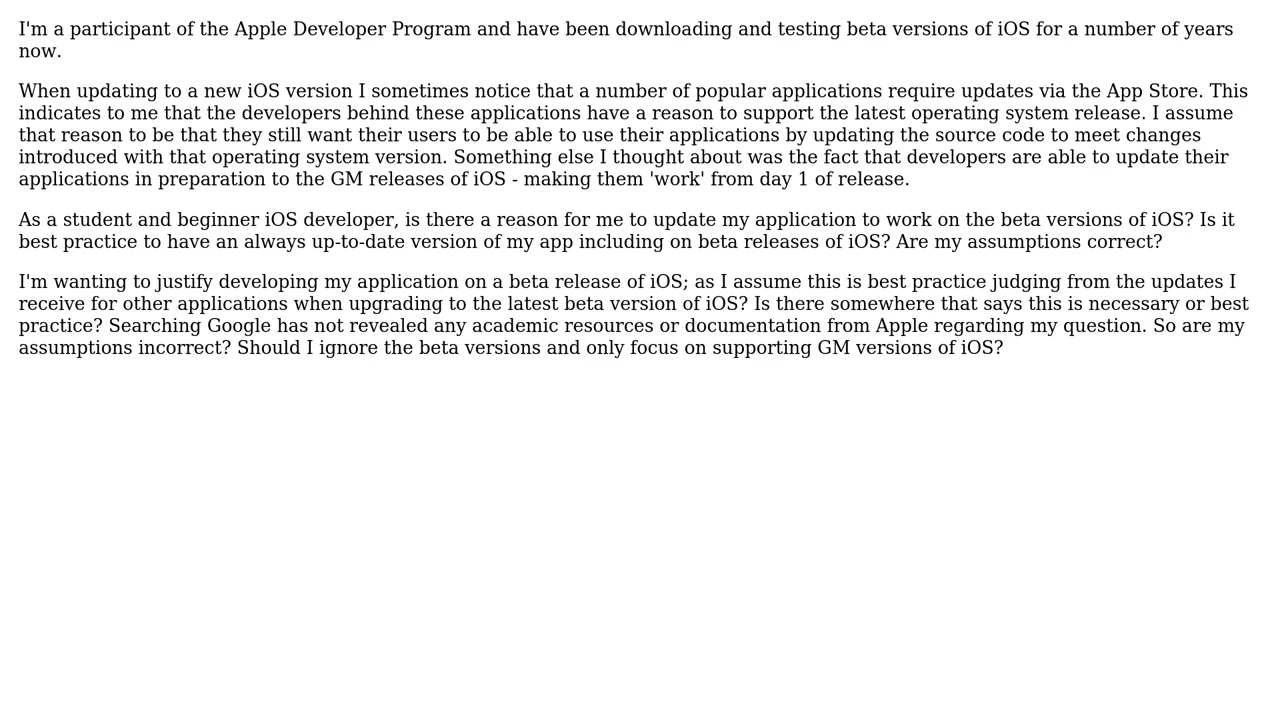 I'm a participant of the Apple Developer Program and have been downloading and testing beta versions of iOS for a number of years
now.
When updating to a new iOS version I sometimes notice that a number of popular applications require updates via the App Store. This
indicates to me that the developers behind these applications have a reason to support the latest operating system release. I assume
that reason to be that they still want their users to be able to use their applications by updating the source code to meet changes
introduced with that operating system version. Something else I thought about was the fact that developers are able to update their
applications in preparation to the GM releases of iOS - making them 'work' from day 1 of release.
As a student and beginner iOS developer, is there a reason for me to update my application to work on the beta versions of iOS? Is it
best practice to have an always up-to-date version of my app including on beta releases of iOS? Are my assumptions correct?
I'm wanting to justify developing my application on a beta release of iOS; as I assume this is best practice judging from the updates I
receive for other applications when upgrading to the latest beta version of iOS? Is there somewhere that says this is necessary or best
practice? Searching Google has not revealed any academic resources or documentation from Apple regarding my question. So are my
assumptions incorrect? Should I ignore the beta versions and only focus on supporting GM versions of iOS?